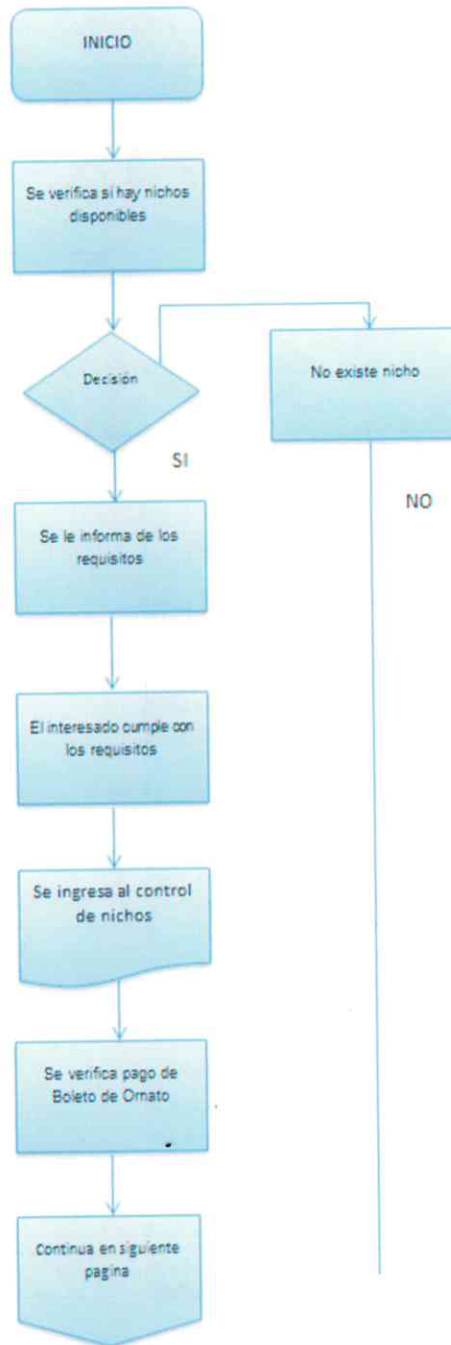 INICIO
Se verifica si hay nichos
disponibles
Decisión
No existe nicho
SI
NO
Se le informa de los
requisitos
El interesado cumple con
los requisitos
Se ingresa al control
de nichos
Se verifica pago de
Boleto de Ornato
Continua en siguiente
pagina